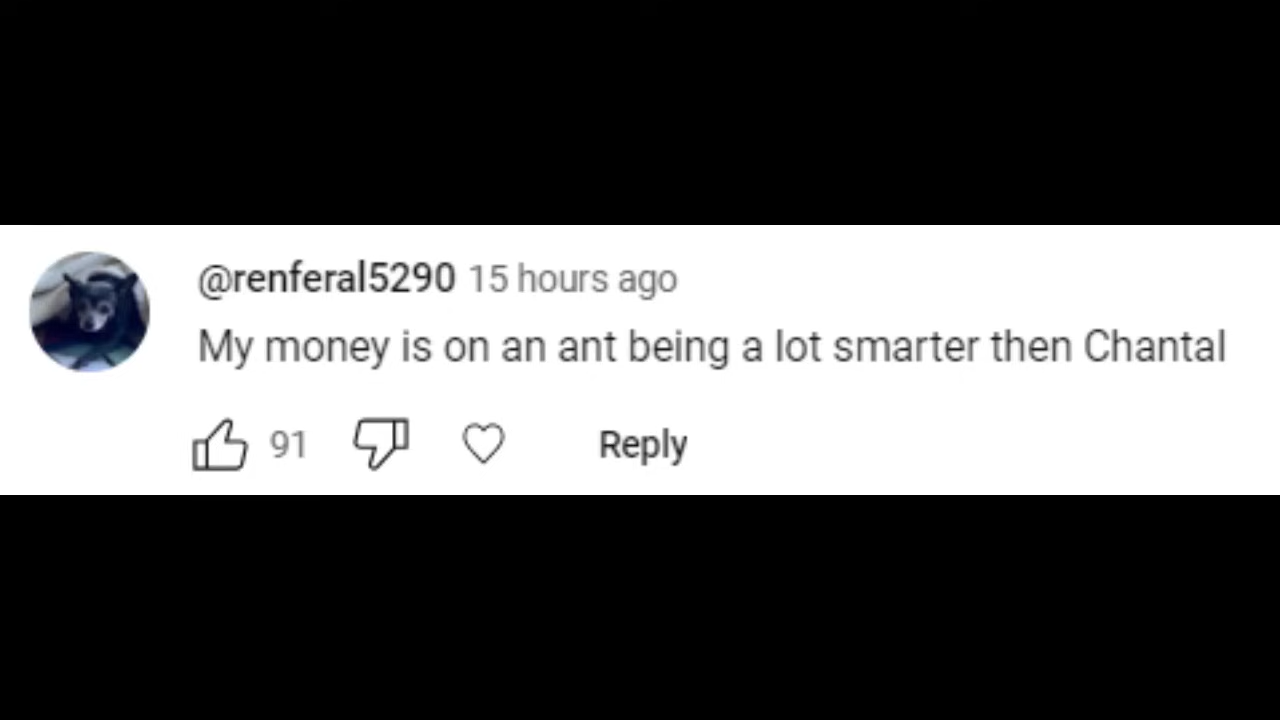 @renferal5290 15 hours ago
My money is on an ant being a lot smarter then Chantal
91 Reply